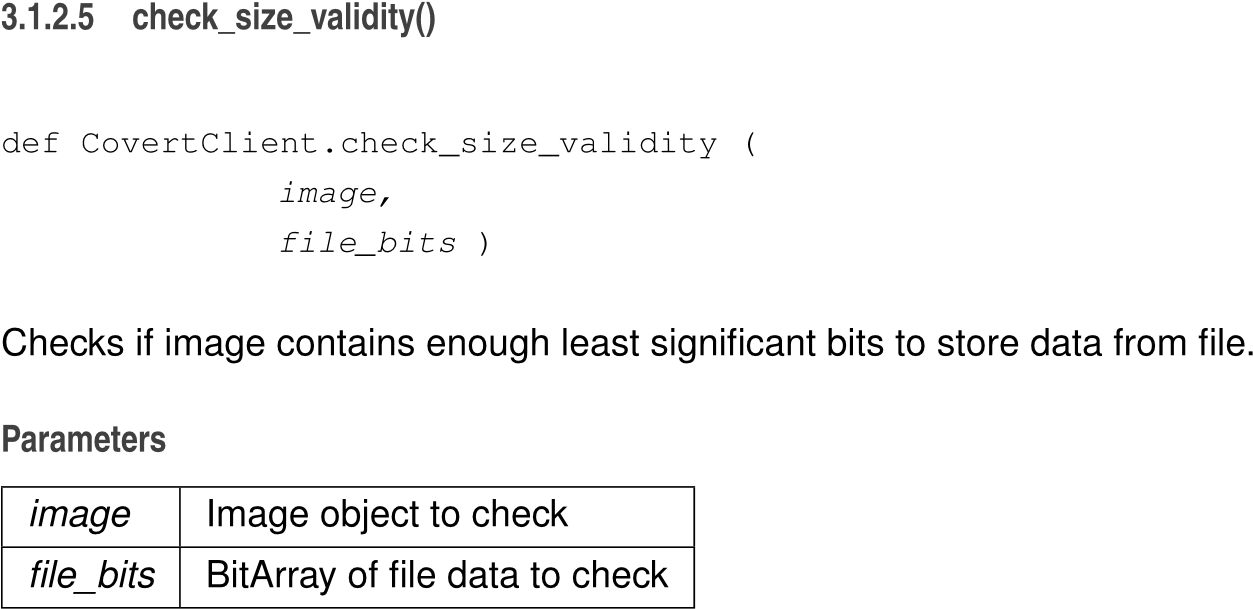 3.1.2.5 check_size_validity()
def CovertClient.check_size_validity (
image,
file_bits )
Checks if image contains enough least significant bits to store data from file.
Parameters
image Image object to check
file_bits BitArray of file data to check